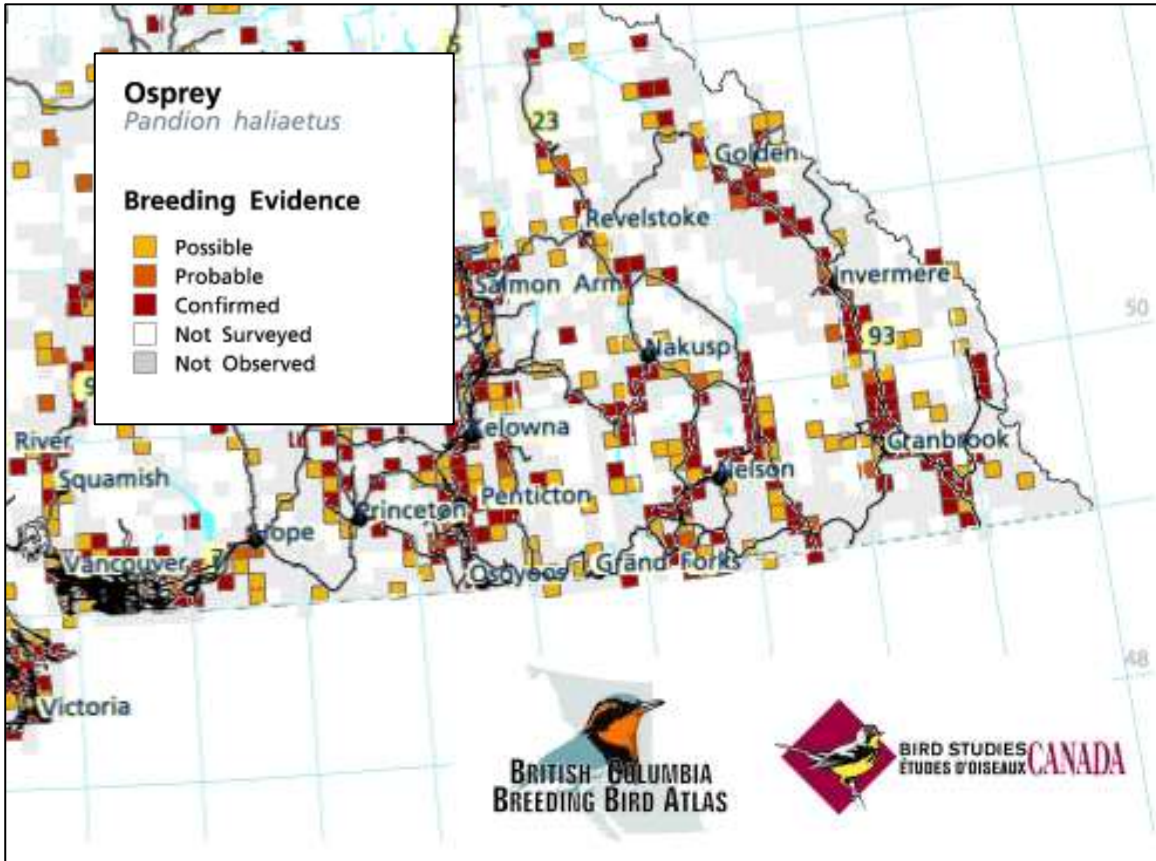 Osprey
Pandion haliaetus
Breeding Evidence
Possible
Probable
Confirmed
Not Surveyed
Not Observed
23
Golden
Revelstoke
Salmon Arm
Invermere
50
93
Nakusp
River
Kelowna
Cranbrook
Squamish
Nelson
Penticton
Princeton
Hope
Vancouver
7
Osoyoos
Grand Forks
48
Victoria
BRITISH COLUMBIA
BREEDING BIRD ATLAS
BIRD STUDIES
ÉTUDES D'OISEAUX CANADA